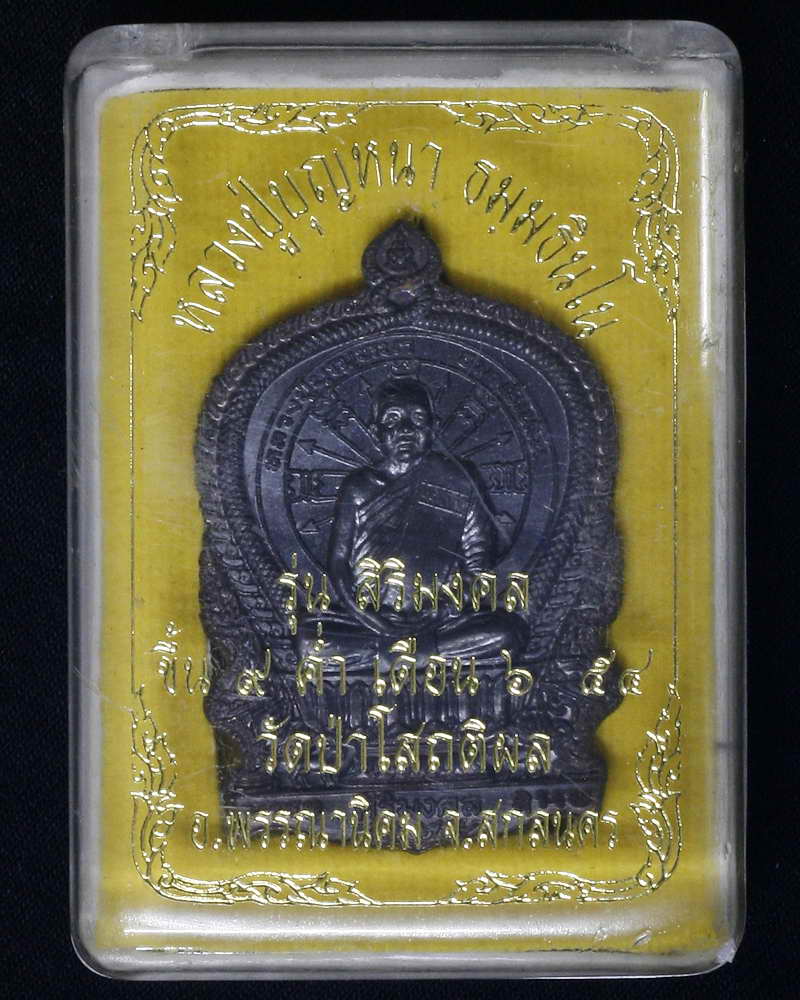 หลวงปู่บุญหนา ธมฺมธินฺโน
รุ่น สิริมงคล
ขึ้น ๙ ค่ำ เดือน ๖ ๕๔
วัดป่าโสถติผล
อ.พรรณานิคม จ.สกลนคร